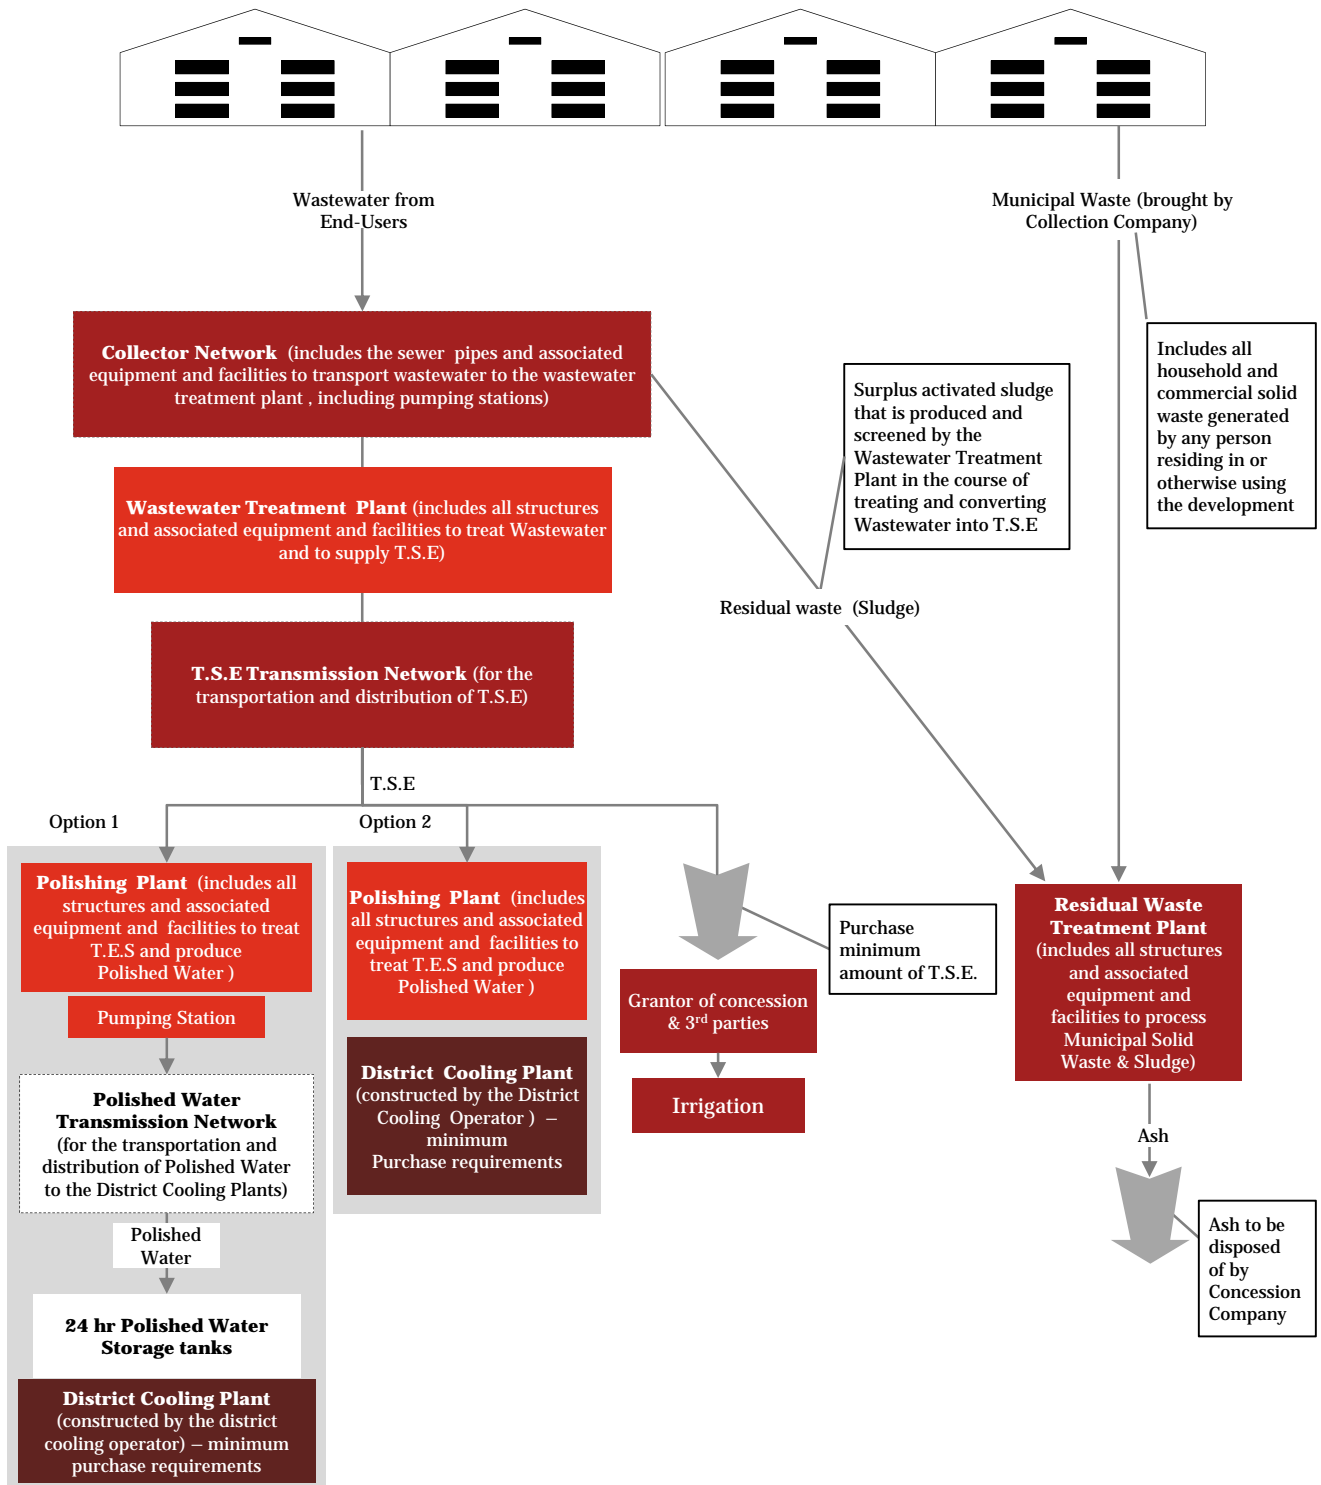 Wastewater from
End-Users
Municipal Waste (brought by
Collection Company)
Collector Network (includes the sewer pipes and associated
equipment and facilities to transport wastewater to the wastewater
treatment plant , including pumping stations)
Surplus activated sludge
that is produced and
screened by the
Wastewater Treatment
Plant in the course of
treating and converting
Wastewater into T.S.E
Includes all
household and
commercial solid
waste generated
by any person
residing in or
otherwise using
the development
Wastewater Treatment Plant (includes all structures
and associated equipment and facilities to treat Wastewater
and to supply T.S.E)
Residual waste (Sludge)
T.S.E Transmission Network (for the
transportation and distribution of T.S.E)
T.S.E
Option 1
Option 2
Polishing Plant (includes all
structures and associated
equipment and facilities to treat
T.E.S and produce
Polished Water )
Pumping Station
Polished Water
Transmission Network
(for the transportation and
distribution of Polished Water
to the District Cooling Plants)
Polished
Water
24 hr Polished Water
Storage tanks
District Cooling Plant
(constructed by the district
cooling operator) – minimum
purchase requirements
Polishing Plant (includes
all structures and associated
equipment and facilities to
treat T.E.S and produce
Polished Water )
District Cooling Plant
(constructed by the District
Cooling Operator ) –
minimum
Purchase requirements
Purchase
minimum
amount of T.S.E.
Grantor of concession
& 3rd parties
Irrigation
Residual Waste
Treatment Plant
(includes all structures
and associated
equipment and
facilities to process
Municipal Solid
Waste & Sludge)
Ash
Ash to be
disposed
of by
Concession
Company